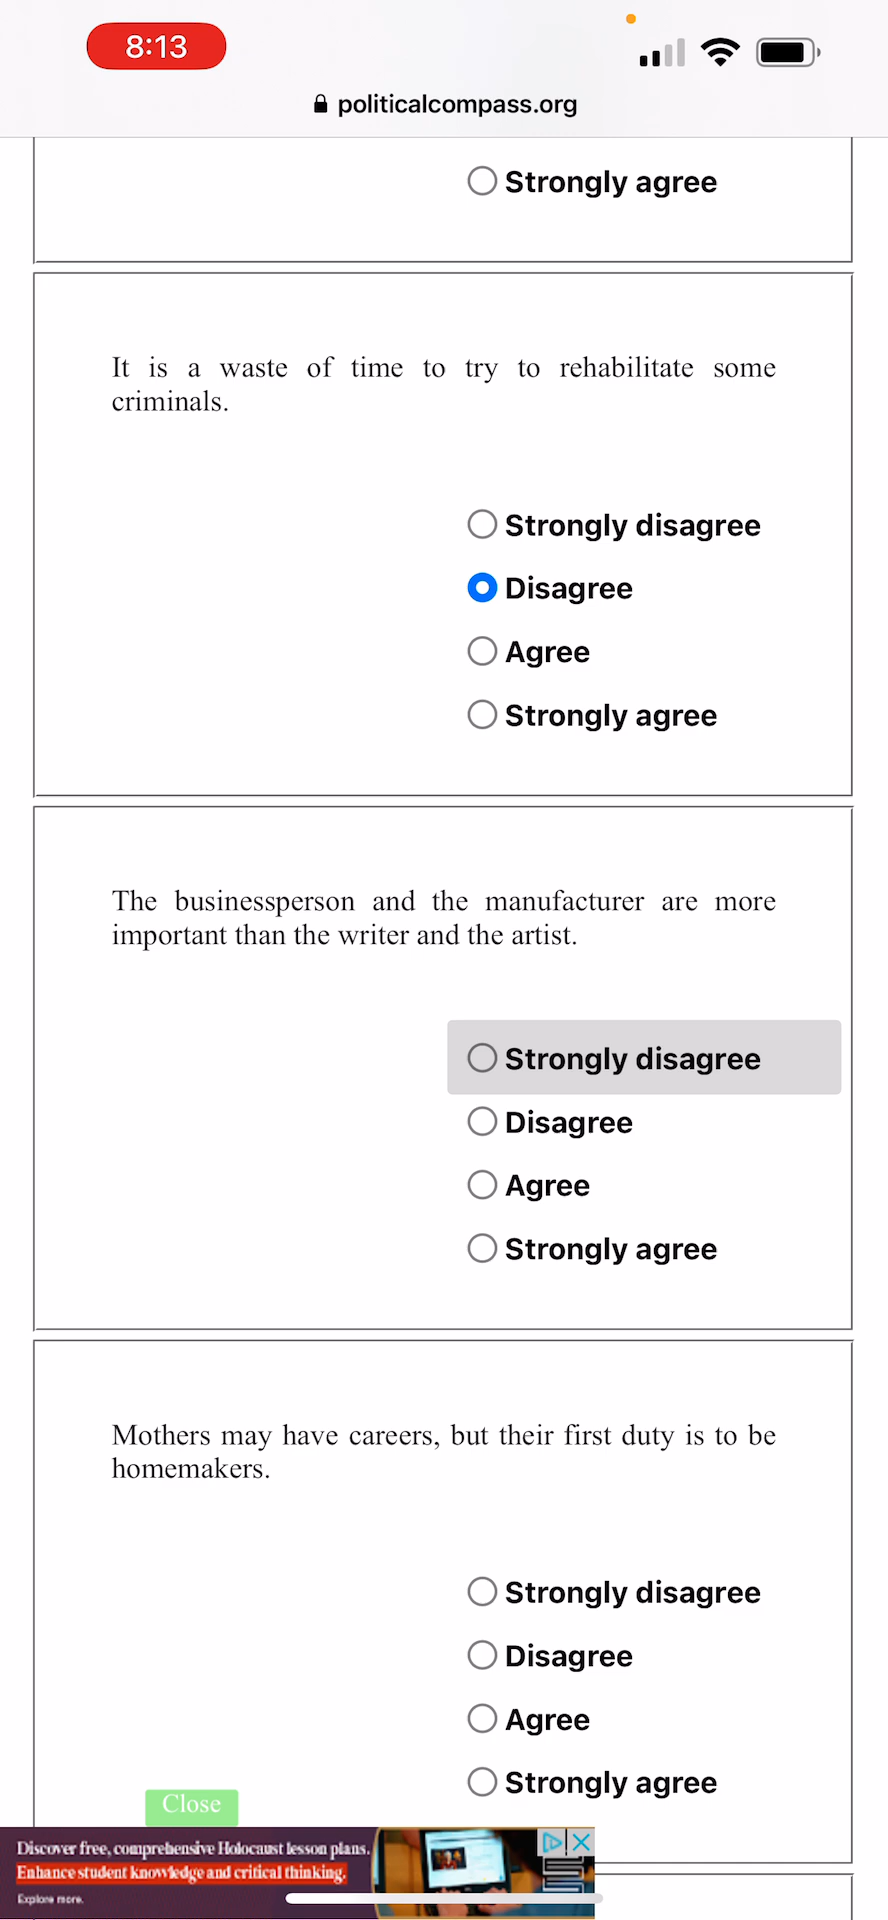 8:13
politicalcompass.org
Strongly agree
It is a waste of time to try to rehabilitate some
criminals.
Strongly disagree
Disagree
Agree
Strongly agree
The businessperson and the manufacturer are more
important than the writer and the artist.
Strongly disagree
Disagree
Agree
Strongly agree
Mothers may have careers, but their first duty is to be
homemakers.
Strongly disagree
Disagree
Agree
Strongly agree
Close
Discover free, comprehensive Holocaust lesson plans.
Enhance student knowledge and critical thinking.
Explore more.